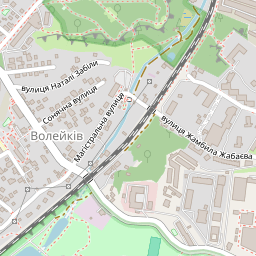 вулиця Наталі Забіли
Сонячна вулиця
Магістральна вулиця
вулиця Жамбила Жабаєва
Волейків